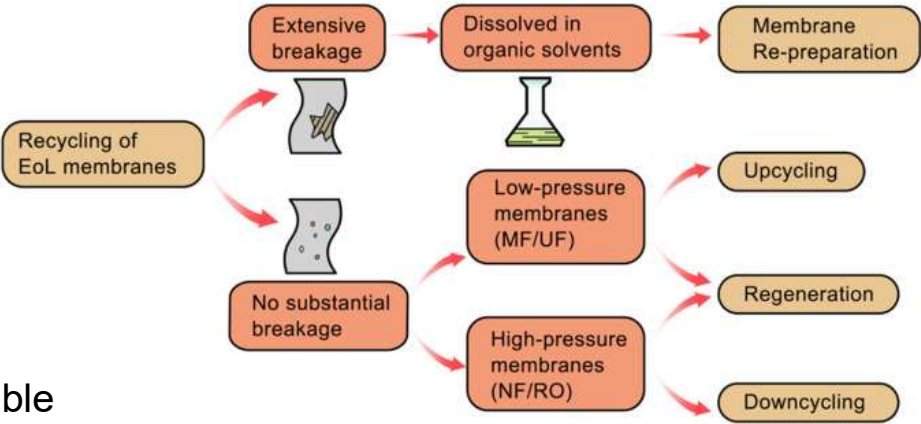 Extensive
breakage
Dissolved in
organic solvents
Membrane
Re-preparation
Recycling of
EoL membranes
Low-pressure
membranes
(MF/UF)
Upcycling
No substantial
breakage
Regeneration
High-pressure
membranes
(NF/RO)
Downcycling
ble